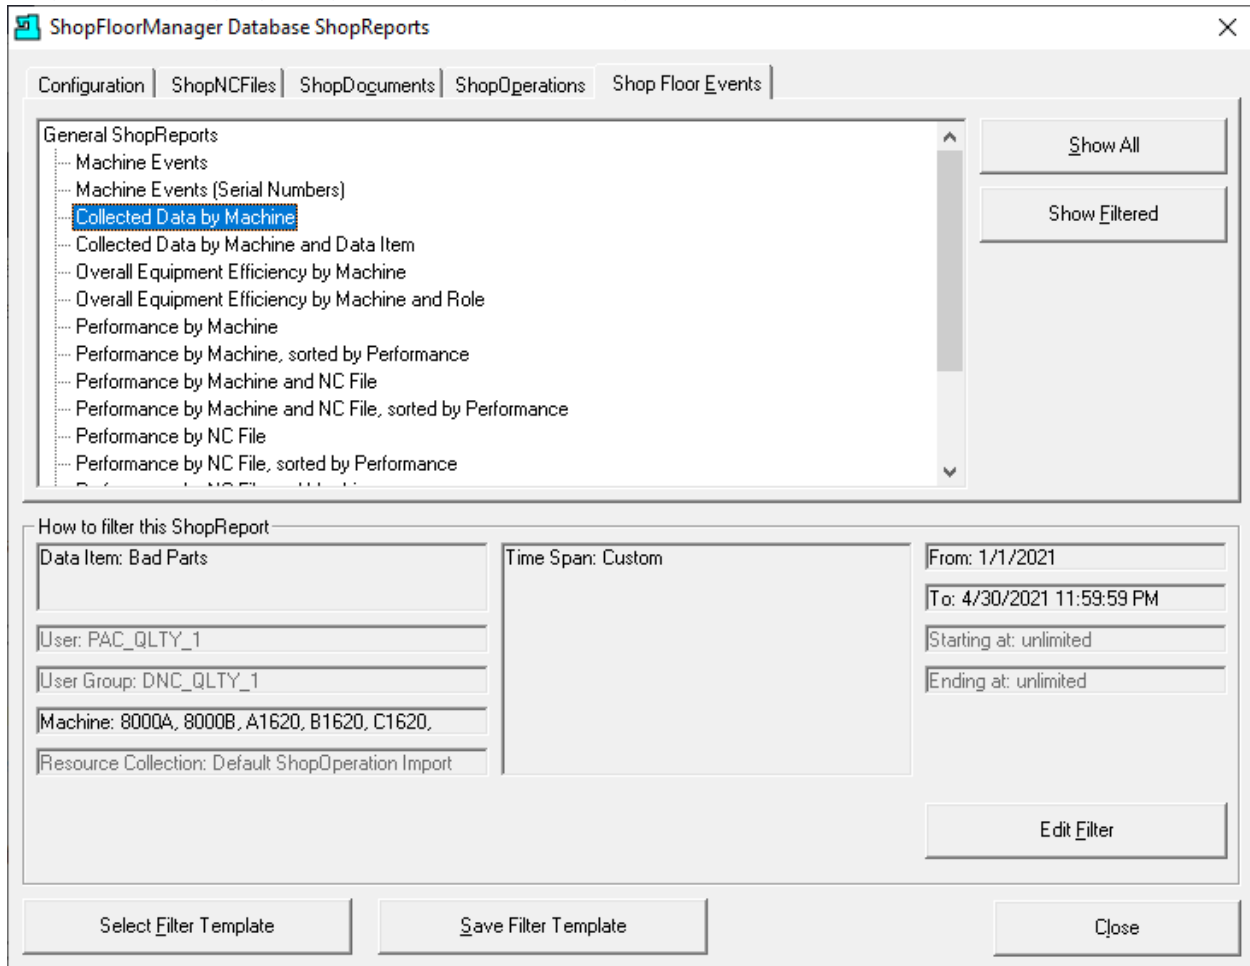 ShopFloorManager Database ShopReports
Configuration
ShopNCFiles
ShopDocuments
ShopOperations
Shop Floor Events
General ShopReports
Machine Events
Machine Events (Serial Numbers)
Collected Data by Machine
Collected Data by Machine and Data Item
Overall Equipment Efficiency by Machine
Overall Equipment Efficiency by Machine and Role
Performance by Machine
Performance by Machine, sorted by Performance
Performance by Machine and NC File
Performance by Machine and NC File, sorted by Performance
Performance by NC File
Performance by NC File, sorted by Performance
Show All
Show Filtered
How to filter this ShopReport
Data Item: Bad Parts
User: PAC_QLTY_1
User Group: DNC_QLTY_1
Machine: 8000A, 8000B, A1620, B1620, C1620,
Resource Collection: Default ShopOperation Import
Time Span: Custom
From: 1/1/2021
To: 4/30/2021 11:59:59 PM
Starting at: unlimited
Ending at: unlimited
Edit Filter
Select Filter Template
Save Filter Template
Close